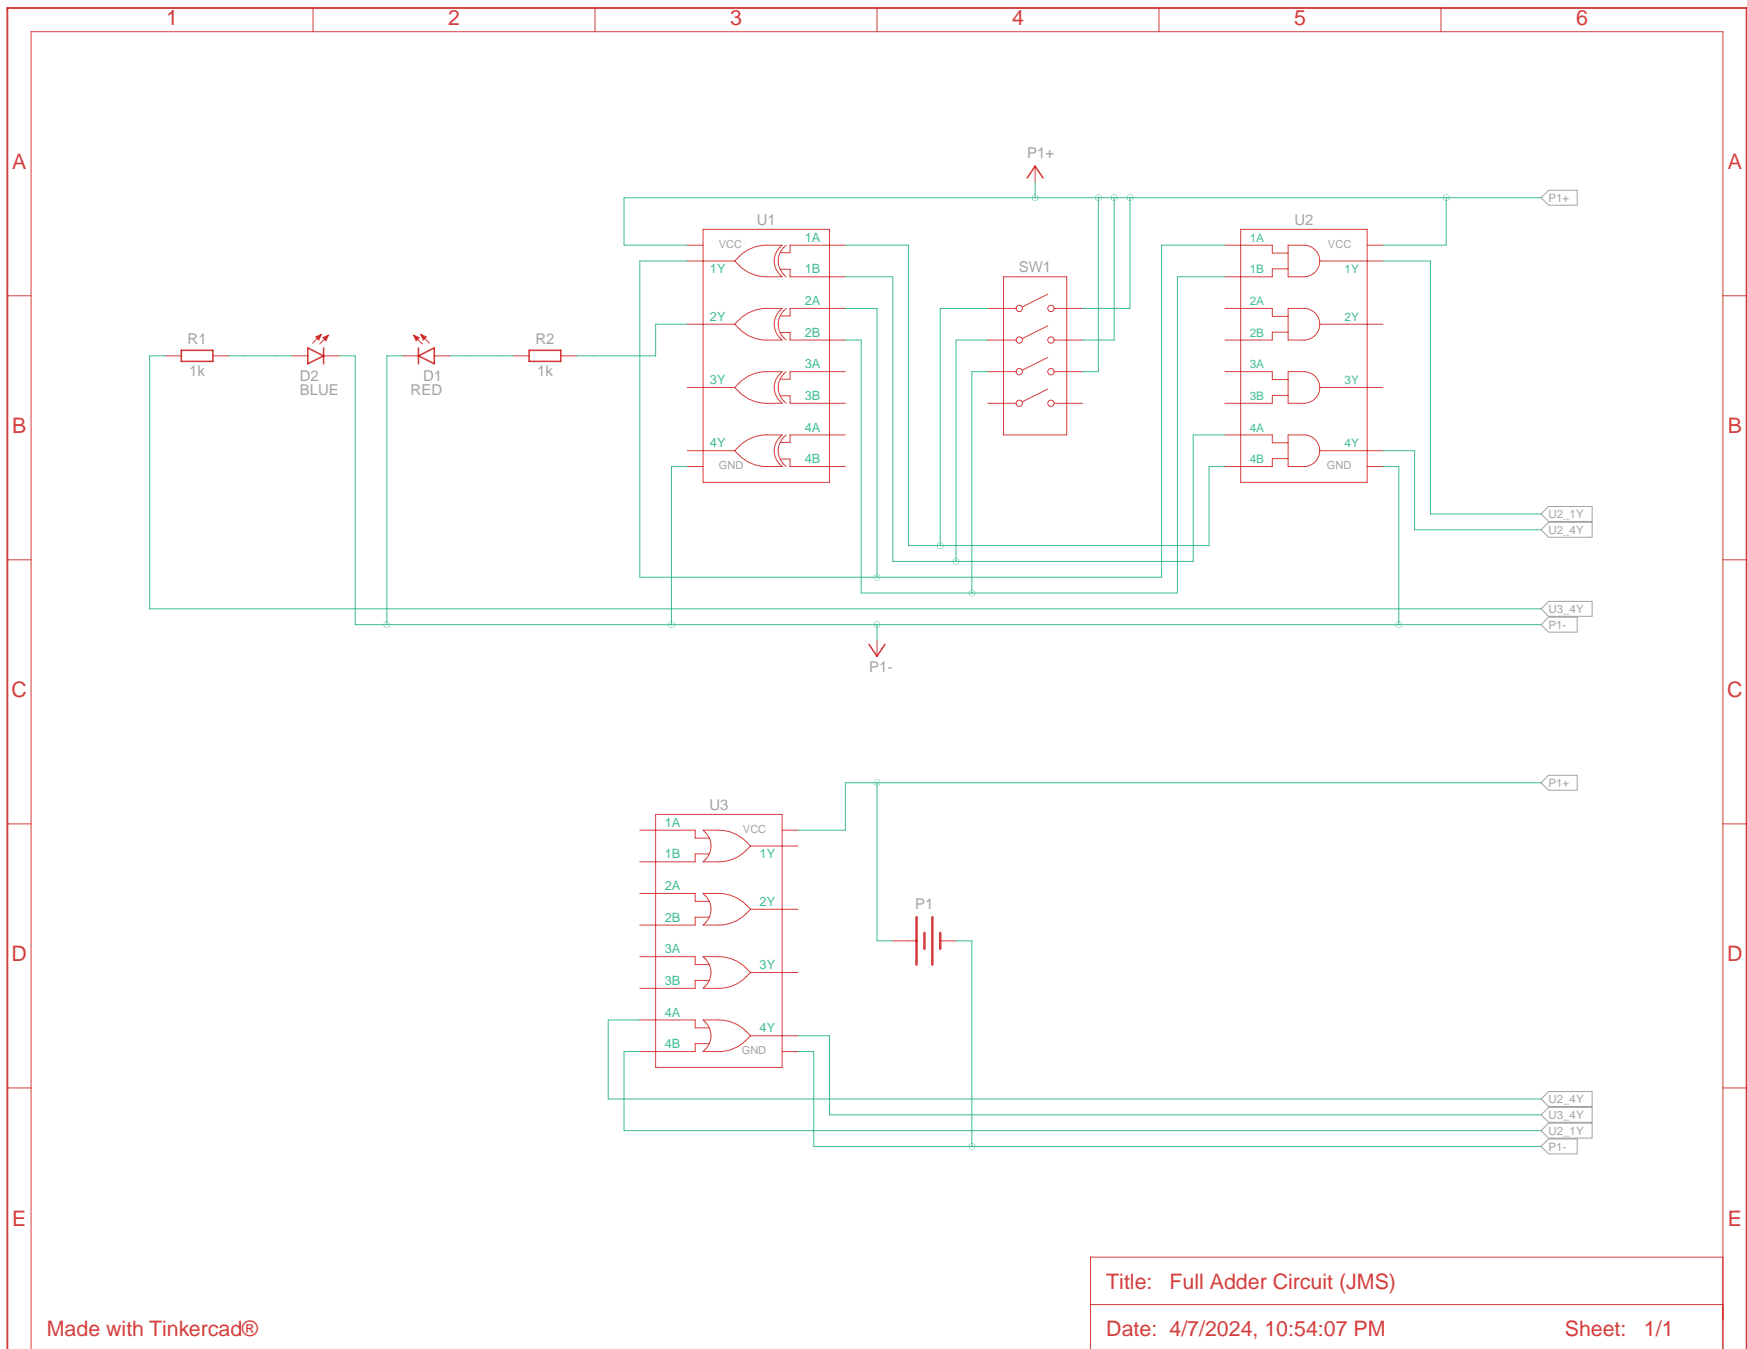 1 2 3 4 5 6
A A
P1+
P1+
U1 U2
VCC 1A 1A VCC
1Y 1B 1B 1Y
SW1
2A 2A
2Y 2B 2B 2Y
R1 R2
1k D2 D1 1k
BLUE RED
3A 3A
3Y 3B 3B 3Y
B B
4A 4A
4Y 4B 4B 4Y
GND GND
U2_1Y
U2_4Y
U3_4Y
P1-
P1-
C C
P1+
U3
1A VCC
1B 1Y
2A
2B 2Y
P1
3A
3B 3Y
D D
4A
4B 4Y
GND
U2_4Y
U3_4Y
U2_1Y
P1-
E E
Title: Full Adder Circuit (JMS)
Made with Tinkercad®
Date: 4/7/2024, 10:54:07 PM Sheet: 1/1